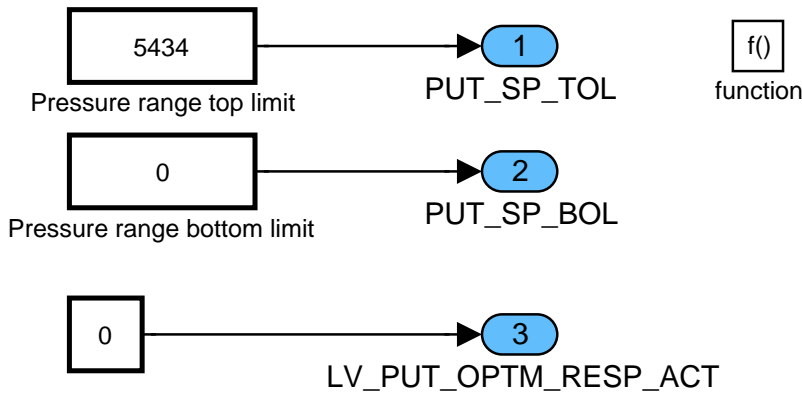 5434
1
f()
Pressure range top limit
PUT_SP_TOL
function
0
2
Pressure range bottom limit
PUT_SP_BOL
0
3
LV_PUT_OPTM_RESP_ACT